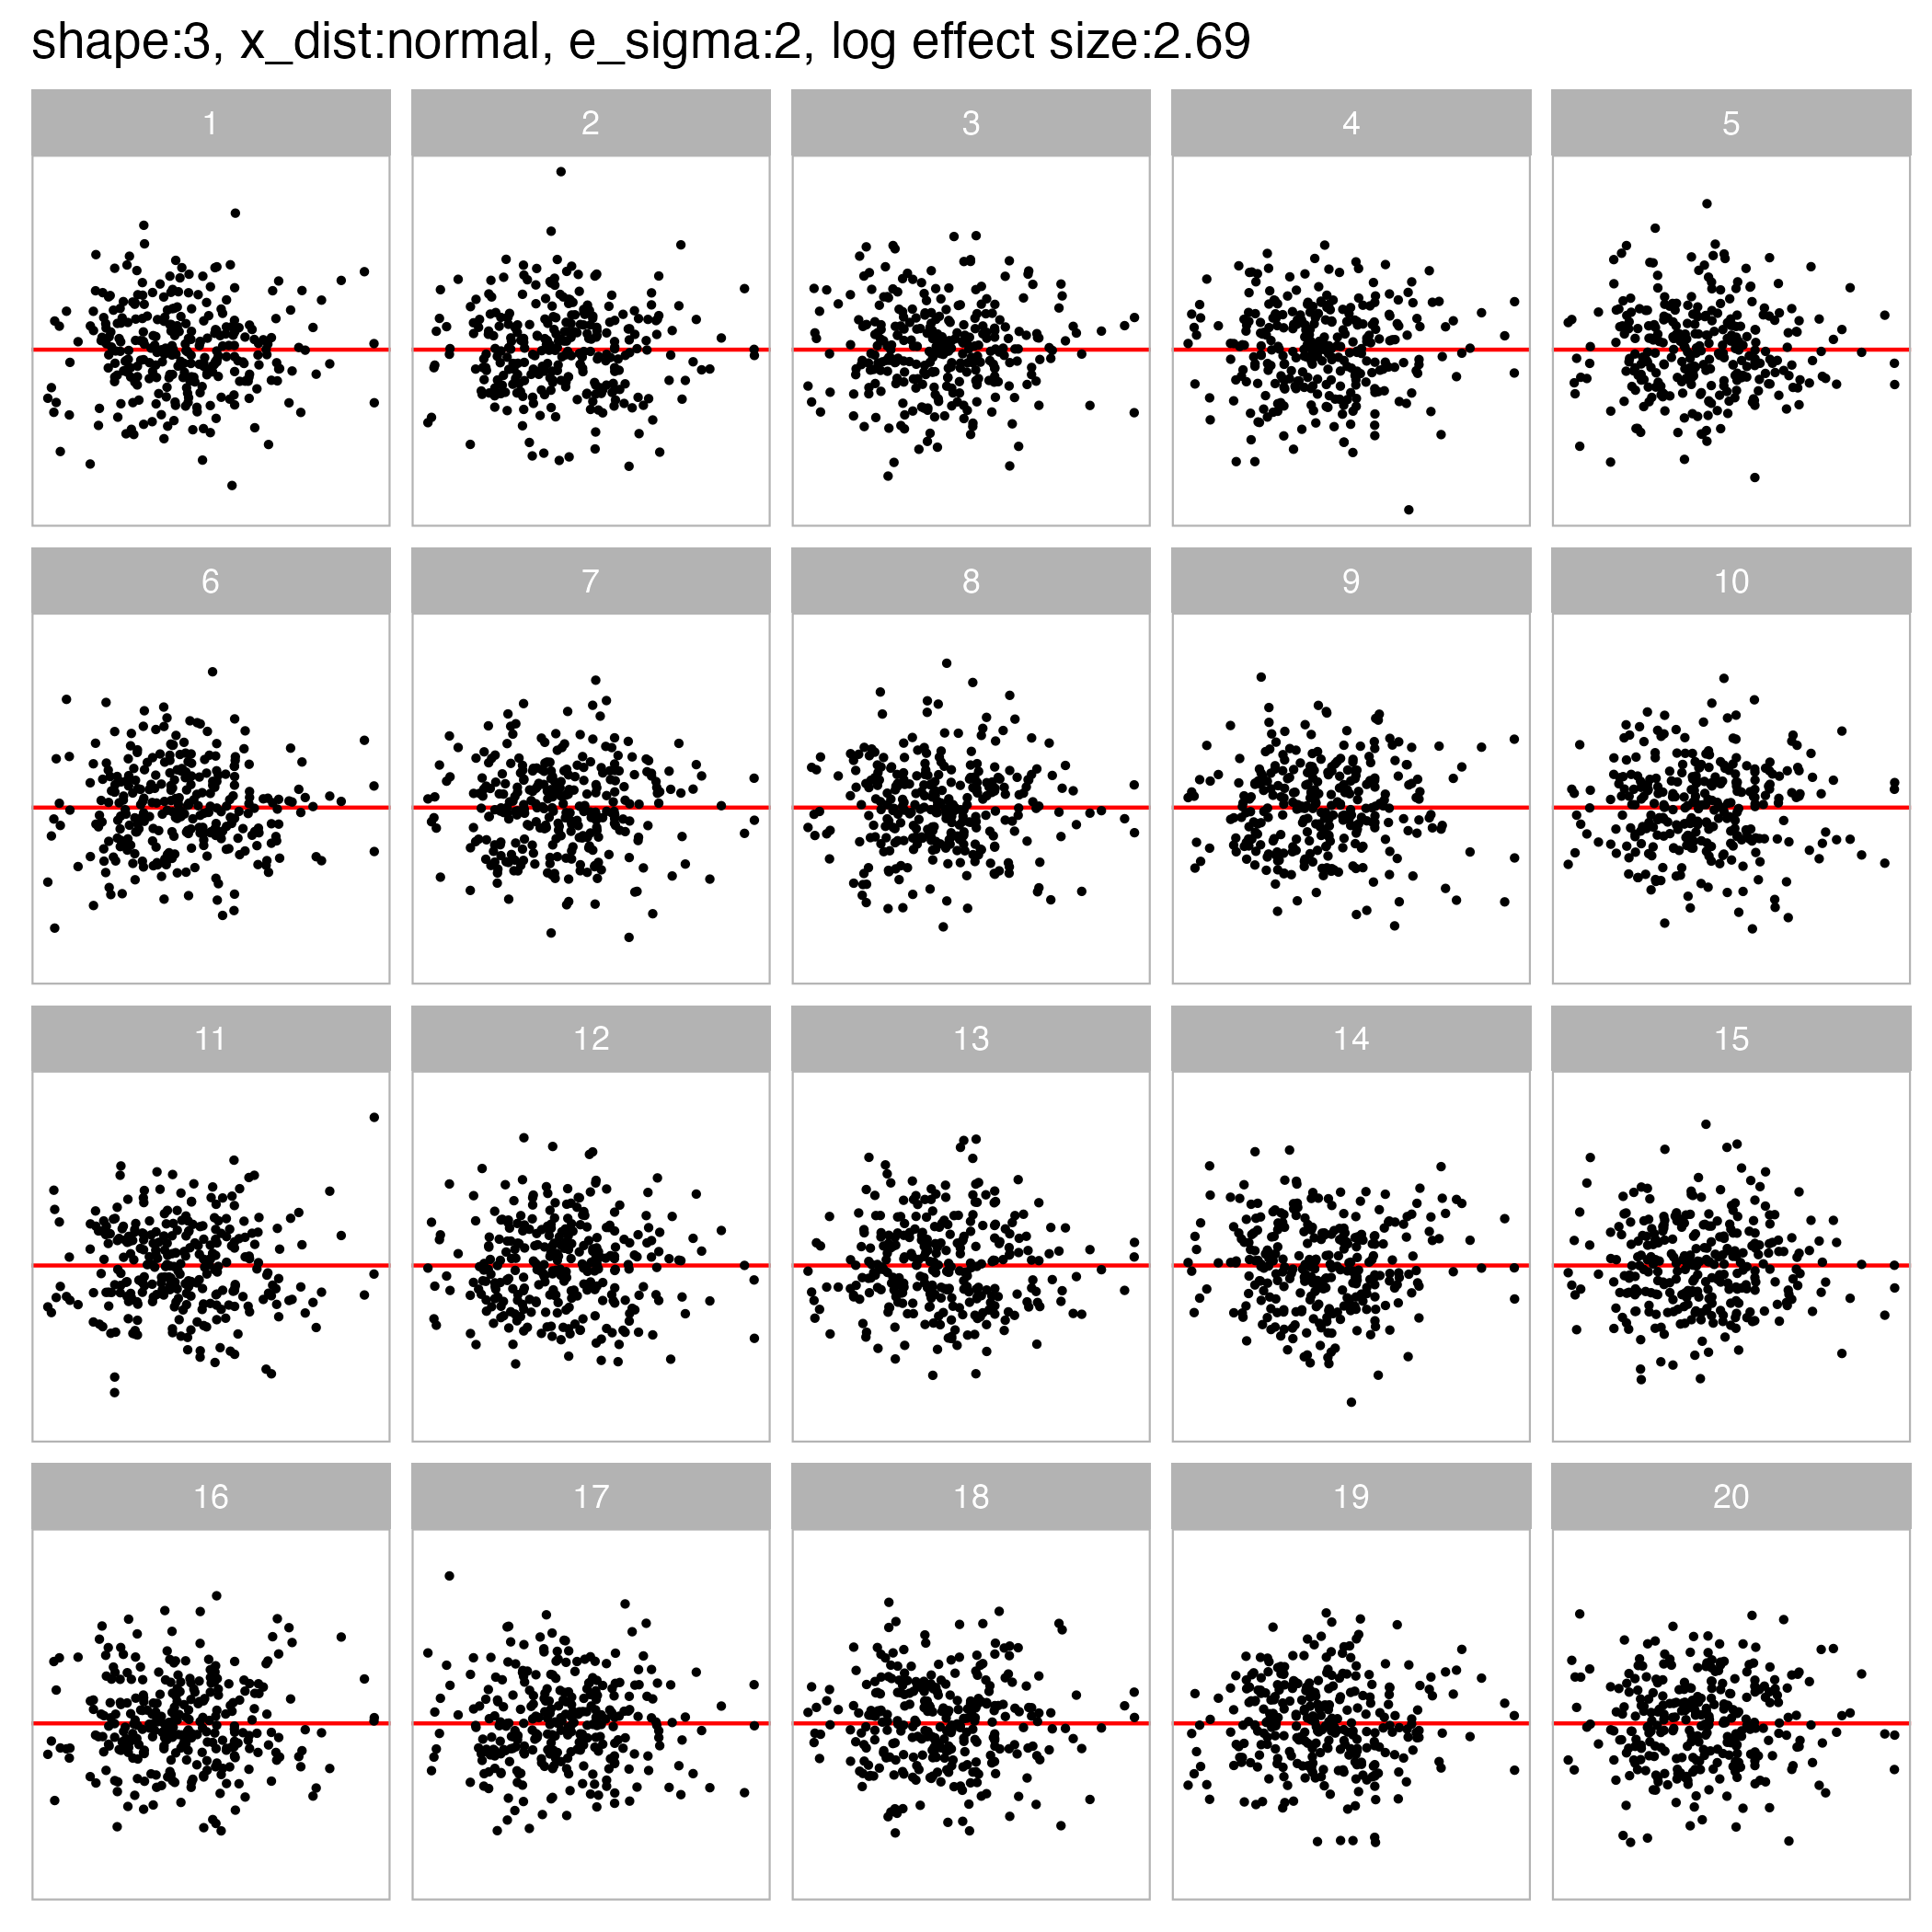 shape:3, x_dist:normal, e_sigma:2, log effect size:2.69
1 2 3 4 5
6 7 8 9 10
11 12 13 14 15
16 17 18 19 20